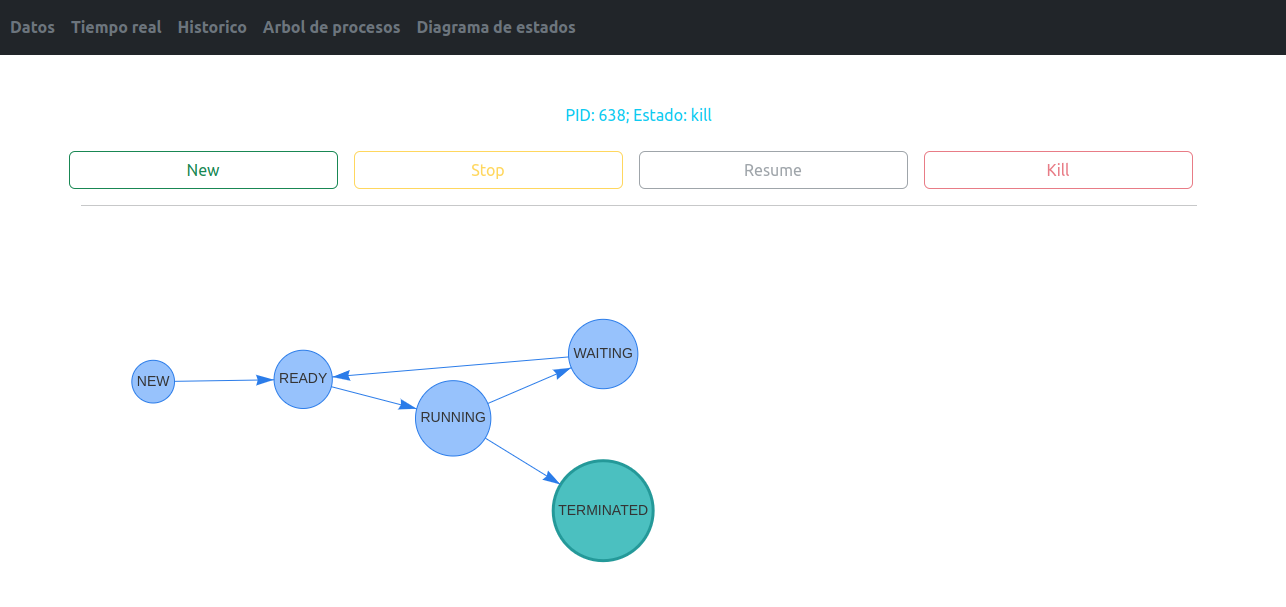 Datos Tiempo real Historico Arbol de procesos Diagrama de estados
PID: 638; Estado: kill
New Stop Resume Kill
WAITING
NEW READY
RUNNING
TERMINATED